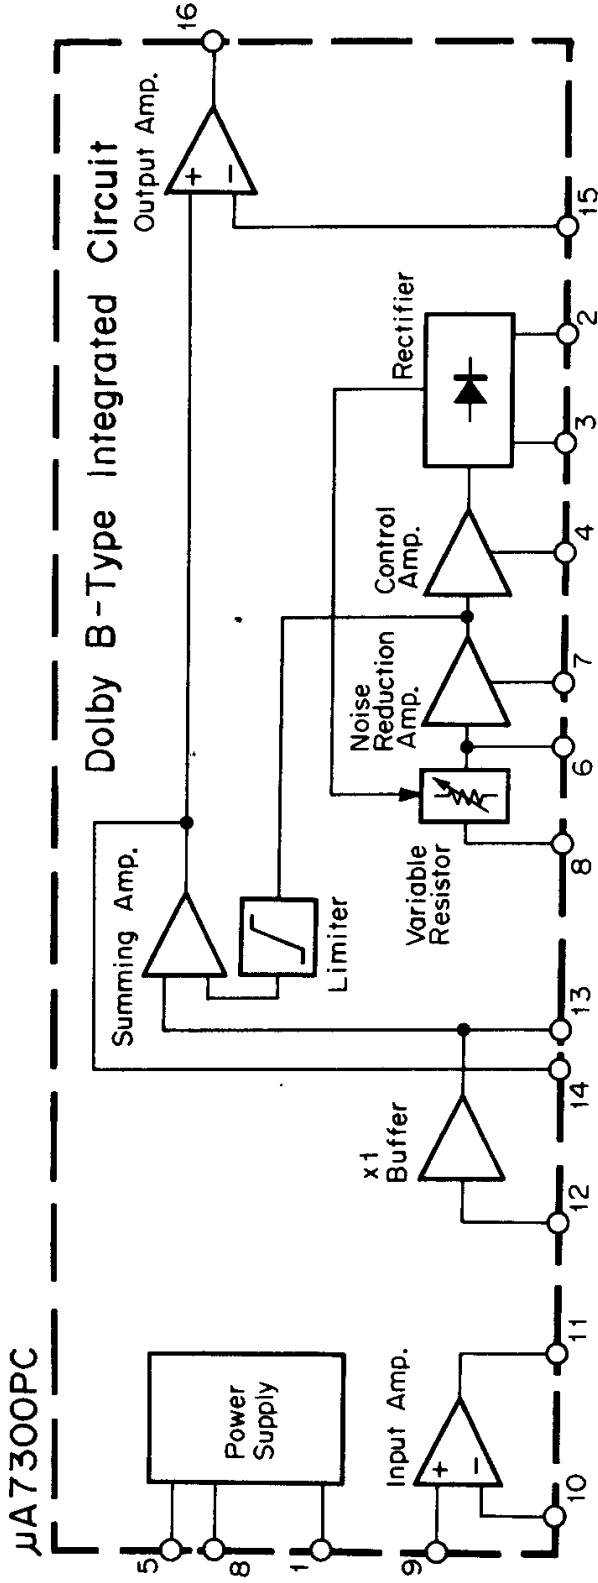 μA7300PC
Dolby B-Type Integrated Circuit
5
8
1
9
Power
Supply
Input Amp.
+
−
10
11
12
x1
Buffer
14
13
Summing Amp.
Limiter
Variable
Resistor
8
6
Noise
Reduction
Amp.
7
Control
Amp.
4
Rectifier
3
2
Output Amp.
+
−
15
16